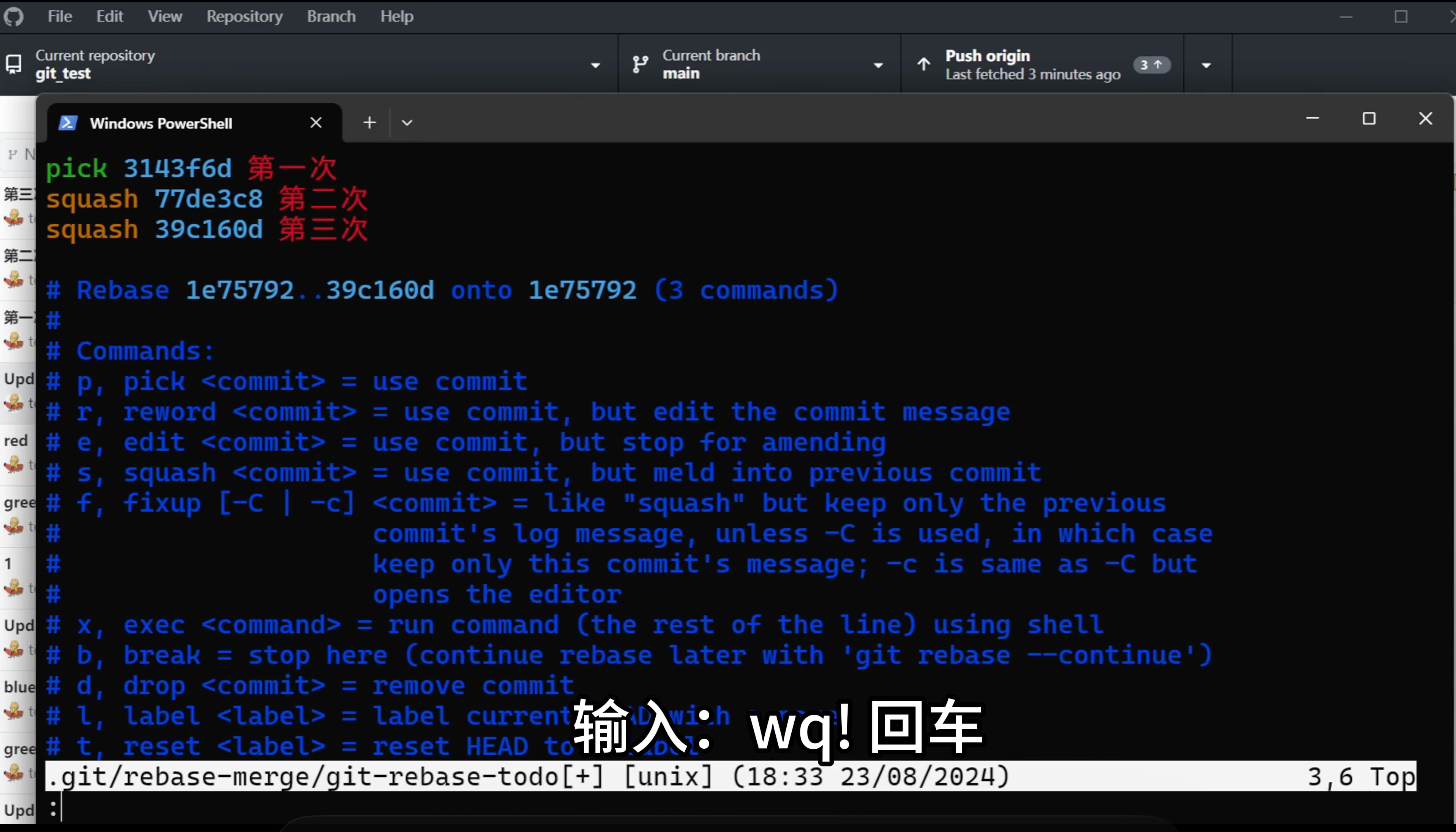 File Edit View Repository Branch Help
Current repository
git_test
Current branch
main
Push origin
Last fetched 3 minutes ago
3
Windows PowerShell
pick 3143f6d 第一次
squash 77de3c8 第二次
squash 39c160d 第三次
# Rebase 1e75792..39c160d onto 1e75792 (3 commands)
#
# Commands:
# p, pick <commit> = use commit
# r, reword <commit> = use commit, but edit the commit message
# e, edit <commit> = use commit, but stop for amending
# s, squash <commit> = use commit, but meld into previous commit
# f, fixup [-C | -c] <commit> = like "squash" but keep only the previous
# commit's log message, unless -C is used, in which case
# keep only this commit's message; -c is same as -C but
# opens the editor
# x, exec <command> = run command (the rest of the line) using shell
# b, break = stop here (continue rebase later with 'git rebase --continue')
# d, drop <commit> = remove commit
# l, label <label> = label current
# t, reset <label> = reset HEAD to
输入：wq! 回车
.git/rebase-merge/git-rebase-todo[+] [unix] (18:33 23/08/2024) 3,6 Top
:
N
第三
第二
第一
Upd
red
gree
1
Upd
blue
gree
Upd